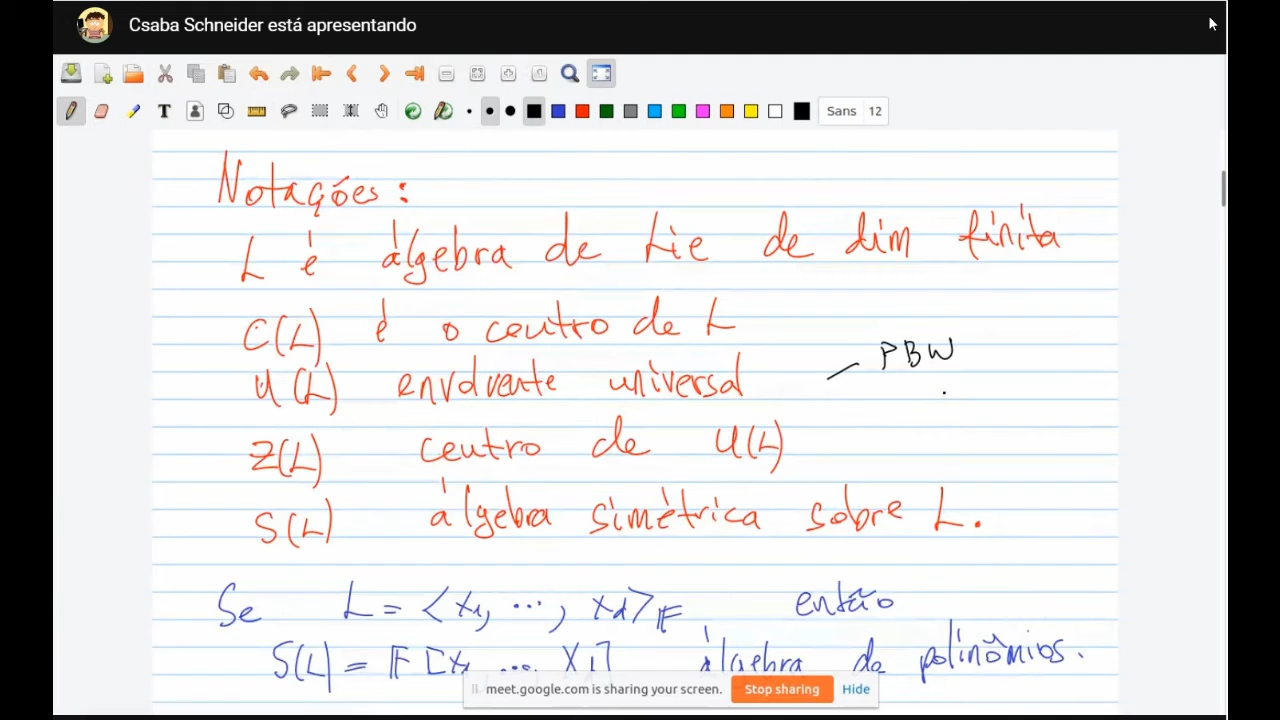 Csaba Schneider está apresentando
T
Sans 12
Notações:
L é álgebra de Lie de dim finita
C(L) é o centro de L
U(L) envolvente universal — PBW
Z(L) centro de U(L)
S(L) álgebra simétrica sobre L.
Se L = <x₁, ..., x_d>_𝔽 então
S(L) = 𝔽[x₁, ..., x_d] álgebra de polinômios.
meet.google.com is sharing your screen. Stop sharing Hide